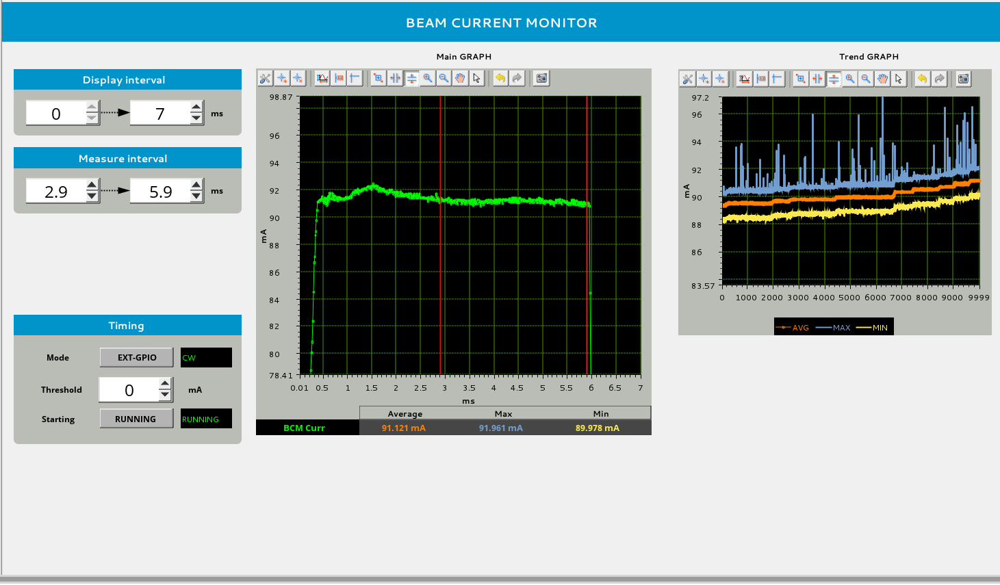 BEAM CURRENT MONITOR
Display interval
0 7 ms
Measure interval
2.9 5.9 ms
Timing
Mode EXT-GPIO CW
Threshold 0 mA
Starting RUNNING RUNNING
Main GRAPH
98.87
96
94
92
90
88
86
84
82
80
78.41
mA
0.01 0.5 1 1.5 2 2.5 3 3.5 4 4.5 5 5.5 6 6.5 7
ms
Average Max Min
BCM Curr 91.121 mA 91.961 mA 89.978 mA
Trend GRAPH
97.2
96
94
92
90
88
86
83.57
mA
0 1000 2000 3000 4000 5000 6000 7000 8000 9000 9999
AVG MAX MIN